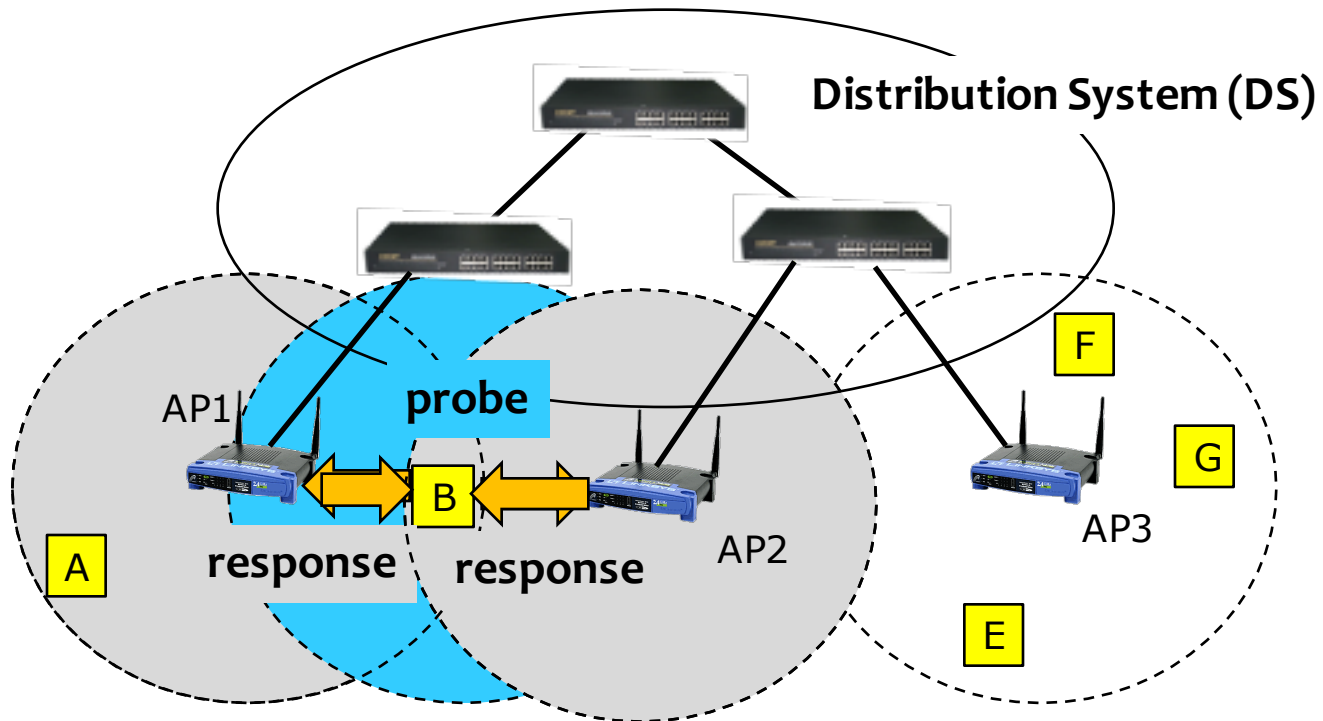 Distribution System (DS)
probe
AP1
F
G
B
AP2
AP3
A
response
response
E